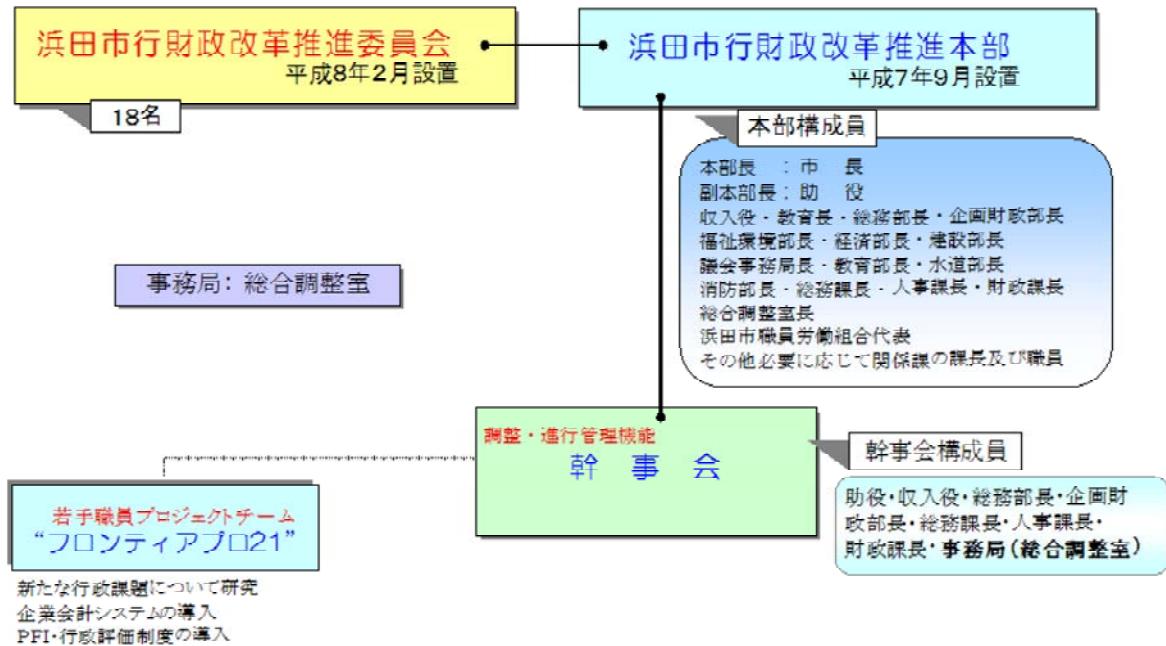 浜田市行財政改革推進委員会
平成8年2月設置
18名
浜田市行財政改革推進本部
平成7年9月設置
本部構成員
本部長　：市　長
副本部長：助　役
収入役・教育長・総務部長・企画財政部長
福祉環境部長・経済部長・建設部長
議会事務局長・教育部長・水道部長
消防部長・総務課長・人事課長・財政課長
総合調整室長
浜田市職員労働組合代表
その他必要に応じて関係課の課長及び職員
事務局：総合調整室
調整・進行管理機能
幹　事　会
幹事会構成員
助役・収入役・総務部長・企画財
政部長・総務課長・人事課長・
財政課長・事務局（総合調整室）
若手職員プロジェクトチーム
“フロンティアプロ21”
新たな行政課題について研究
企業会計システムの導入
PFI・行政評価制度の導入